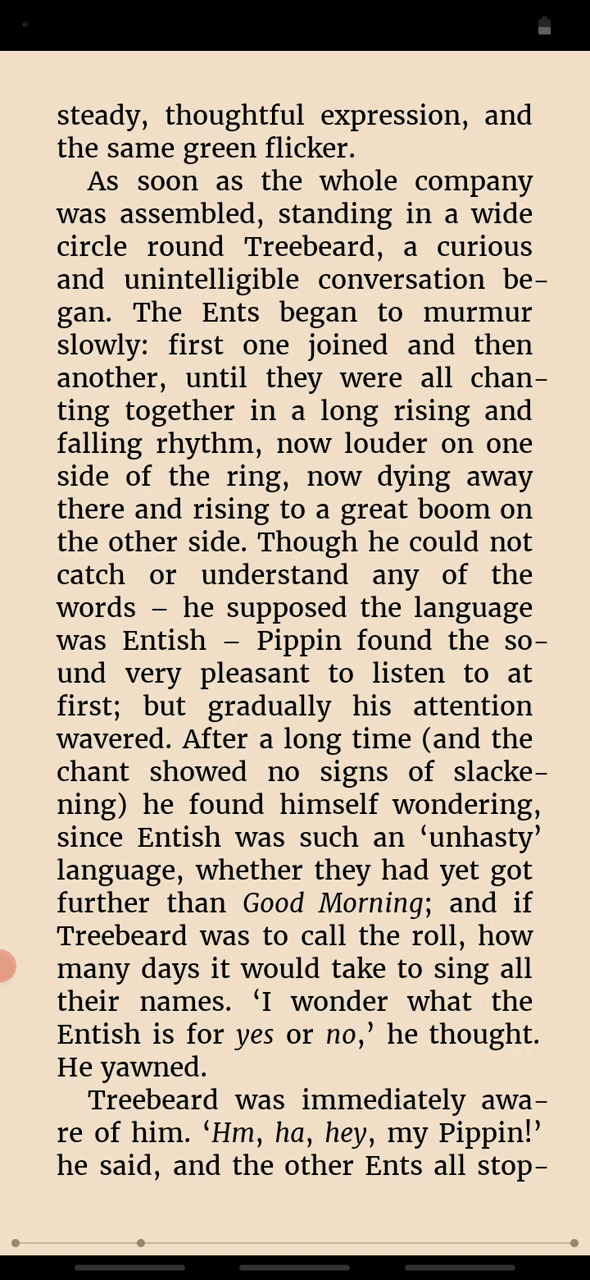 steady, thoughtful expression, and
the same green flicker.
As soon as the whole company
was assembled, standing in a wide
circle round Treebeard, a curious
and unintelligible conversation be-
gan. The Ents began to murmur
slowly: first one joined and then
another, until they were all chan-
ting together in a long rising and
falling rhythm, now louder on one
side of the ring, now dying away
there and rising to a great boom on
the other side. Though he could not
catch or understand any of the
words – he supposed the language
was Entish – Pippin found the so-
und very pleasant to listen to at
first; but gradually his attention
wavered. After a long time (and the
chant showed no signs of slacke-
ning) he found himself wondering,
since Entish was such an ‘unhasty’
language, whether they had yet got
further than Good Morning; and if
Treebeard was to call the roll, how
many days it would take to sing all
their names. ‘I wonder what the
Entish is for yes or no,’ he thought.
He yawned.
Treebeard was immediately awa-
re of him. ‘Hm, ha, hey, my Pippin!’
he said, and the other Ents all stop-